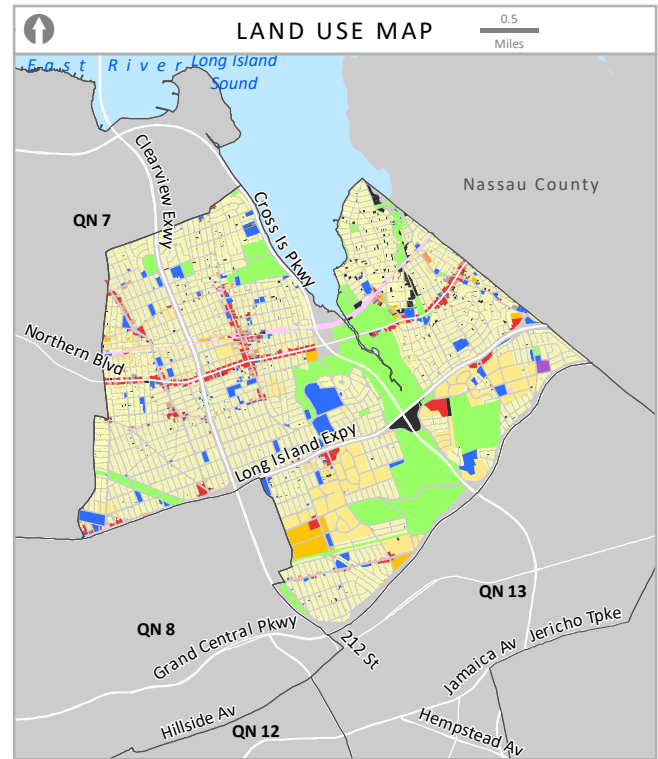 LAND USE MAP
0.5
Miles
East River
Long Island
Sound
Clearview Exwy
Cross Is Pkwy
Nassau County
QN 7
Northern Blvd
Long Island Expy
QN 13
QN 8
Grand Central Pkwy
212 St
Jamaica Av
Jericho Tpke
Hillside Av
QN 12
Hempstead Av